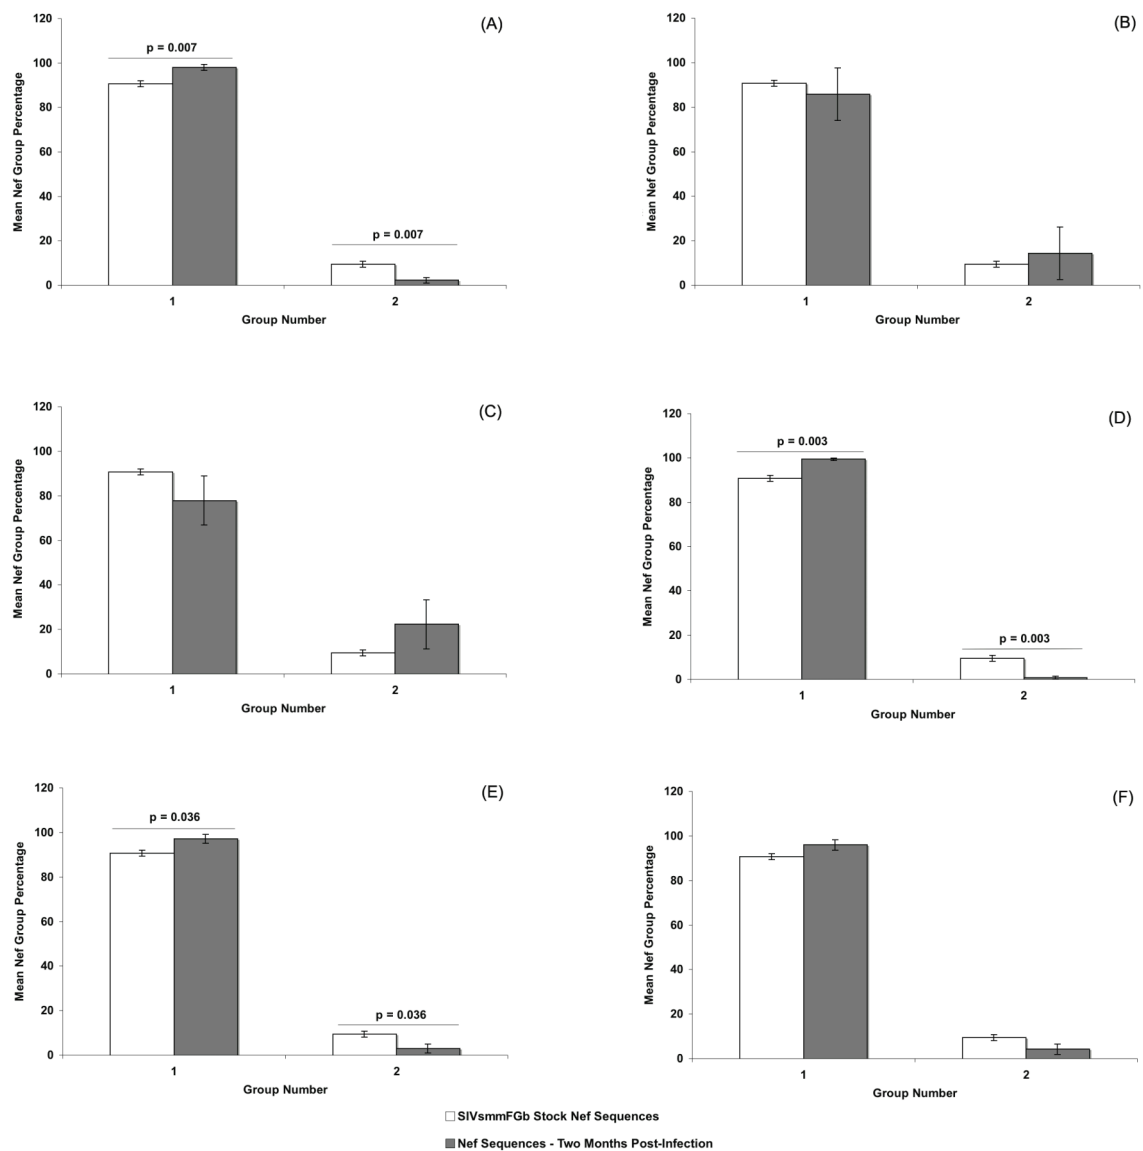 (A)
Mean Nef Group Percentage
120
100
80
60
40
20
0
p = 0.007
p = 0.007
1
2
Group Number
(B)
Mean Nef Group Percentage
120
100
80
60
40
20
0
1
2
Group Number
(C)
Mean Nef Group Percentage
120
100
80
60
40
20
0
1
2
Group Number
(D)
Mean Nef Group Percentage
120
100
80
60
40
20
0
p = 0.003
p = 0.003
1
2
Group Number
(E)
Mean Nef Group Percentage
120
100
80
60
40
20
0
p = 0.036
p = 0.036
1
2
Group Number
(F)
Mean Nef Group Percentage
120
100
80
60
40
20
0
1
2
Group Number
SIVsmmFGb Stock Nef Sequences
Nef Sequences - Two Months Post-Infection